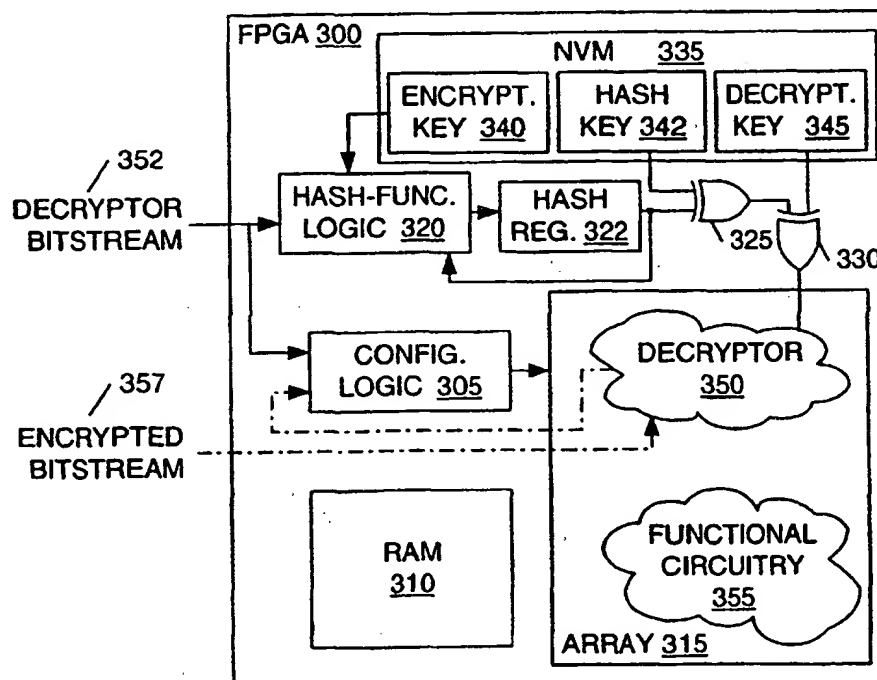 FPGA 300
NVM 335
ENCRYPT.
KEY 340
HASH
KEY 342
DECRYPT.
KEY 345
352
DECRYPTOR
BITSTREAM
HASH-FUNC.
LOGIC 320
HASH
REG. 322
325
330
CONFIG.
LOGIC 305
DECRYPTOR
350
357
ENCRYPTED
BITSTREAM
RAM
310
FUNCTIONAL
CIRCUITRY
355
ARRAY 315